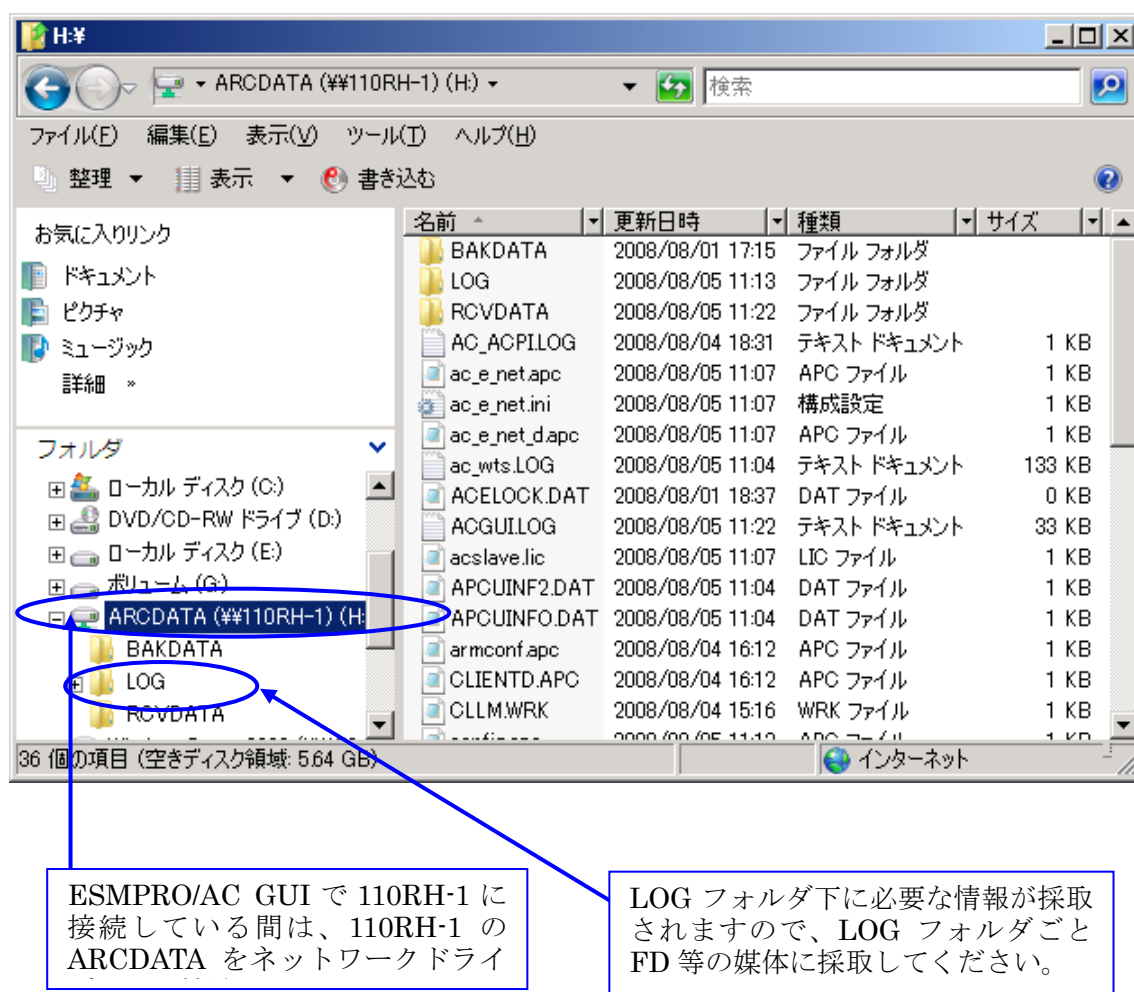 H:¥
ARCDATA (¥¥110RH-1) (H:)
検索
ファイル(F) 編集(E) 表示(V) ツール(T) ヘルプ(H)
整理 表示 書き込む
お気に入りリンク
ドキュメント
ピクチャ
ミュージック
詳細 »
フォルダ
ローカル ディスク (C:)
DVD/CD-RW ドライブ (D:)
ローカル ディスク (E:)
ボリューム (G:)
ARCDATA (¥¥110RH-1) (H:
BAKDATA
LOG
RCVDATA
名前 更新日時 種類 サイズ
BAKDATA 2008/08/01 17:15 ファイル フォルダ
LOG 2008/08/05 11:13 ファイル フォルダ
RCVDATA 2008/08/05 11:22 ファイル フォルダ
AC_ACPI.LOG 2008/08/04 18:31 テキスト ドキュメント 1 KB
ac_e_net.apc 2008/08/05 11:07 APC ファイル 1 KB
ac_e_net.ini 2008/08/05 11:07 構成設定 1 KB
ac_e_net_d.apc 2008/08/05 11:07 APC ファイル 1 KB
ac_wts.LOG 2008/08/05 11:04 テキスト ドキュメント 133 KB
ACELOCK.DAT 2008/08/01 18:37 DAT ファイル 0 KB
ACGUI.LOG 2008/08/05 11:22 テキスト ドキュメント 33 KB
acslave.lic 2008/08/05 11:07 LIC ファイル 1 KB
APCUINF2.DAT 2008/08/05 11:04 DAT ファイル 1 KB
APCUINFO.DAT 2008/08/05 11:04 DAT ファイル 1 KB
armconf.apc 2008/08/04 16:12 APC ファイル 1 KB
CLIENTD.APC 2008/08/04 16:12 APC ファイル 1 KB
CLLM.WRK 2008/08/04 15:16 WRK ファイル 1 KB
36 個の項目 (空きディスク領域: 5.64 GB)
インターネット
ESMPRO/AC GUI で 110RH-1 に
接続している間は、110RH-1 の
ARCDATA をネットワークドライ
LOG フォルダ下に必要な情報が採取
されますので、LOG フォルダごと
FD 等の媒体に採取してください。